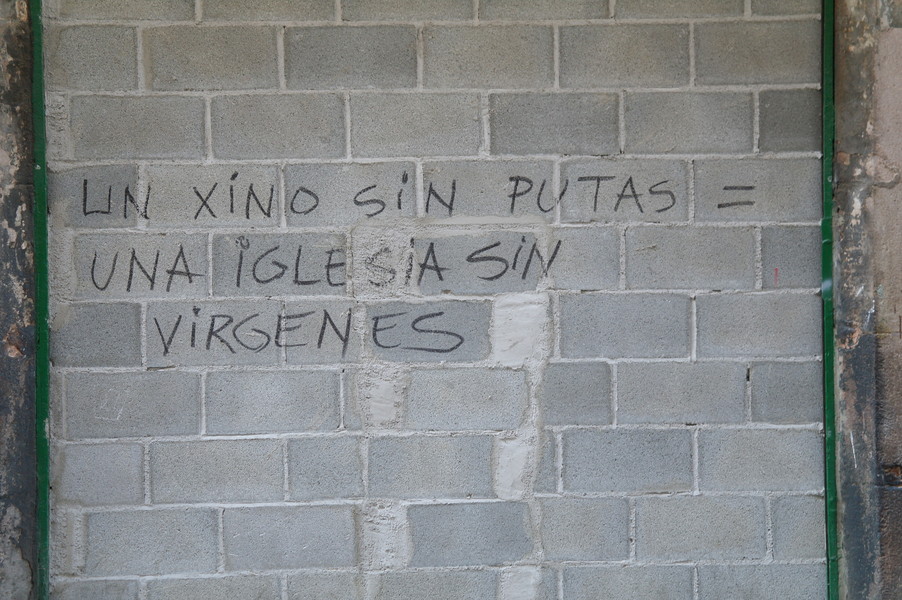 UN XiNO SiN PUTAS =
UNA iGLESiA SiN
ViRGENES